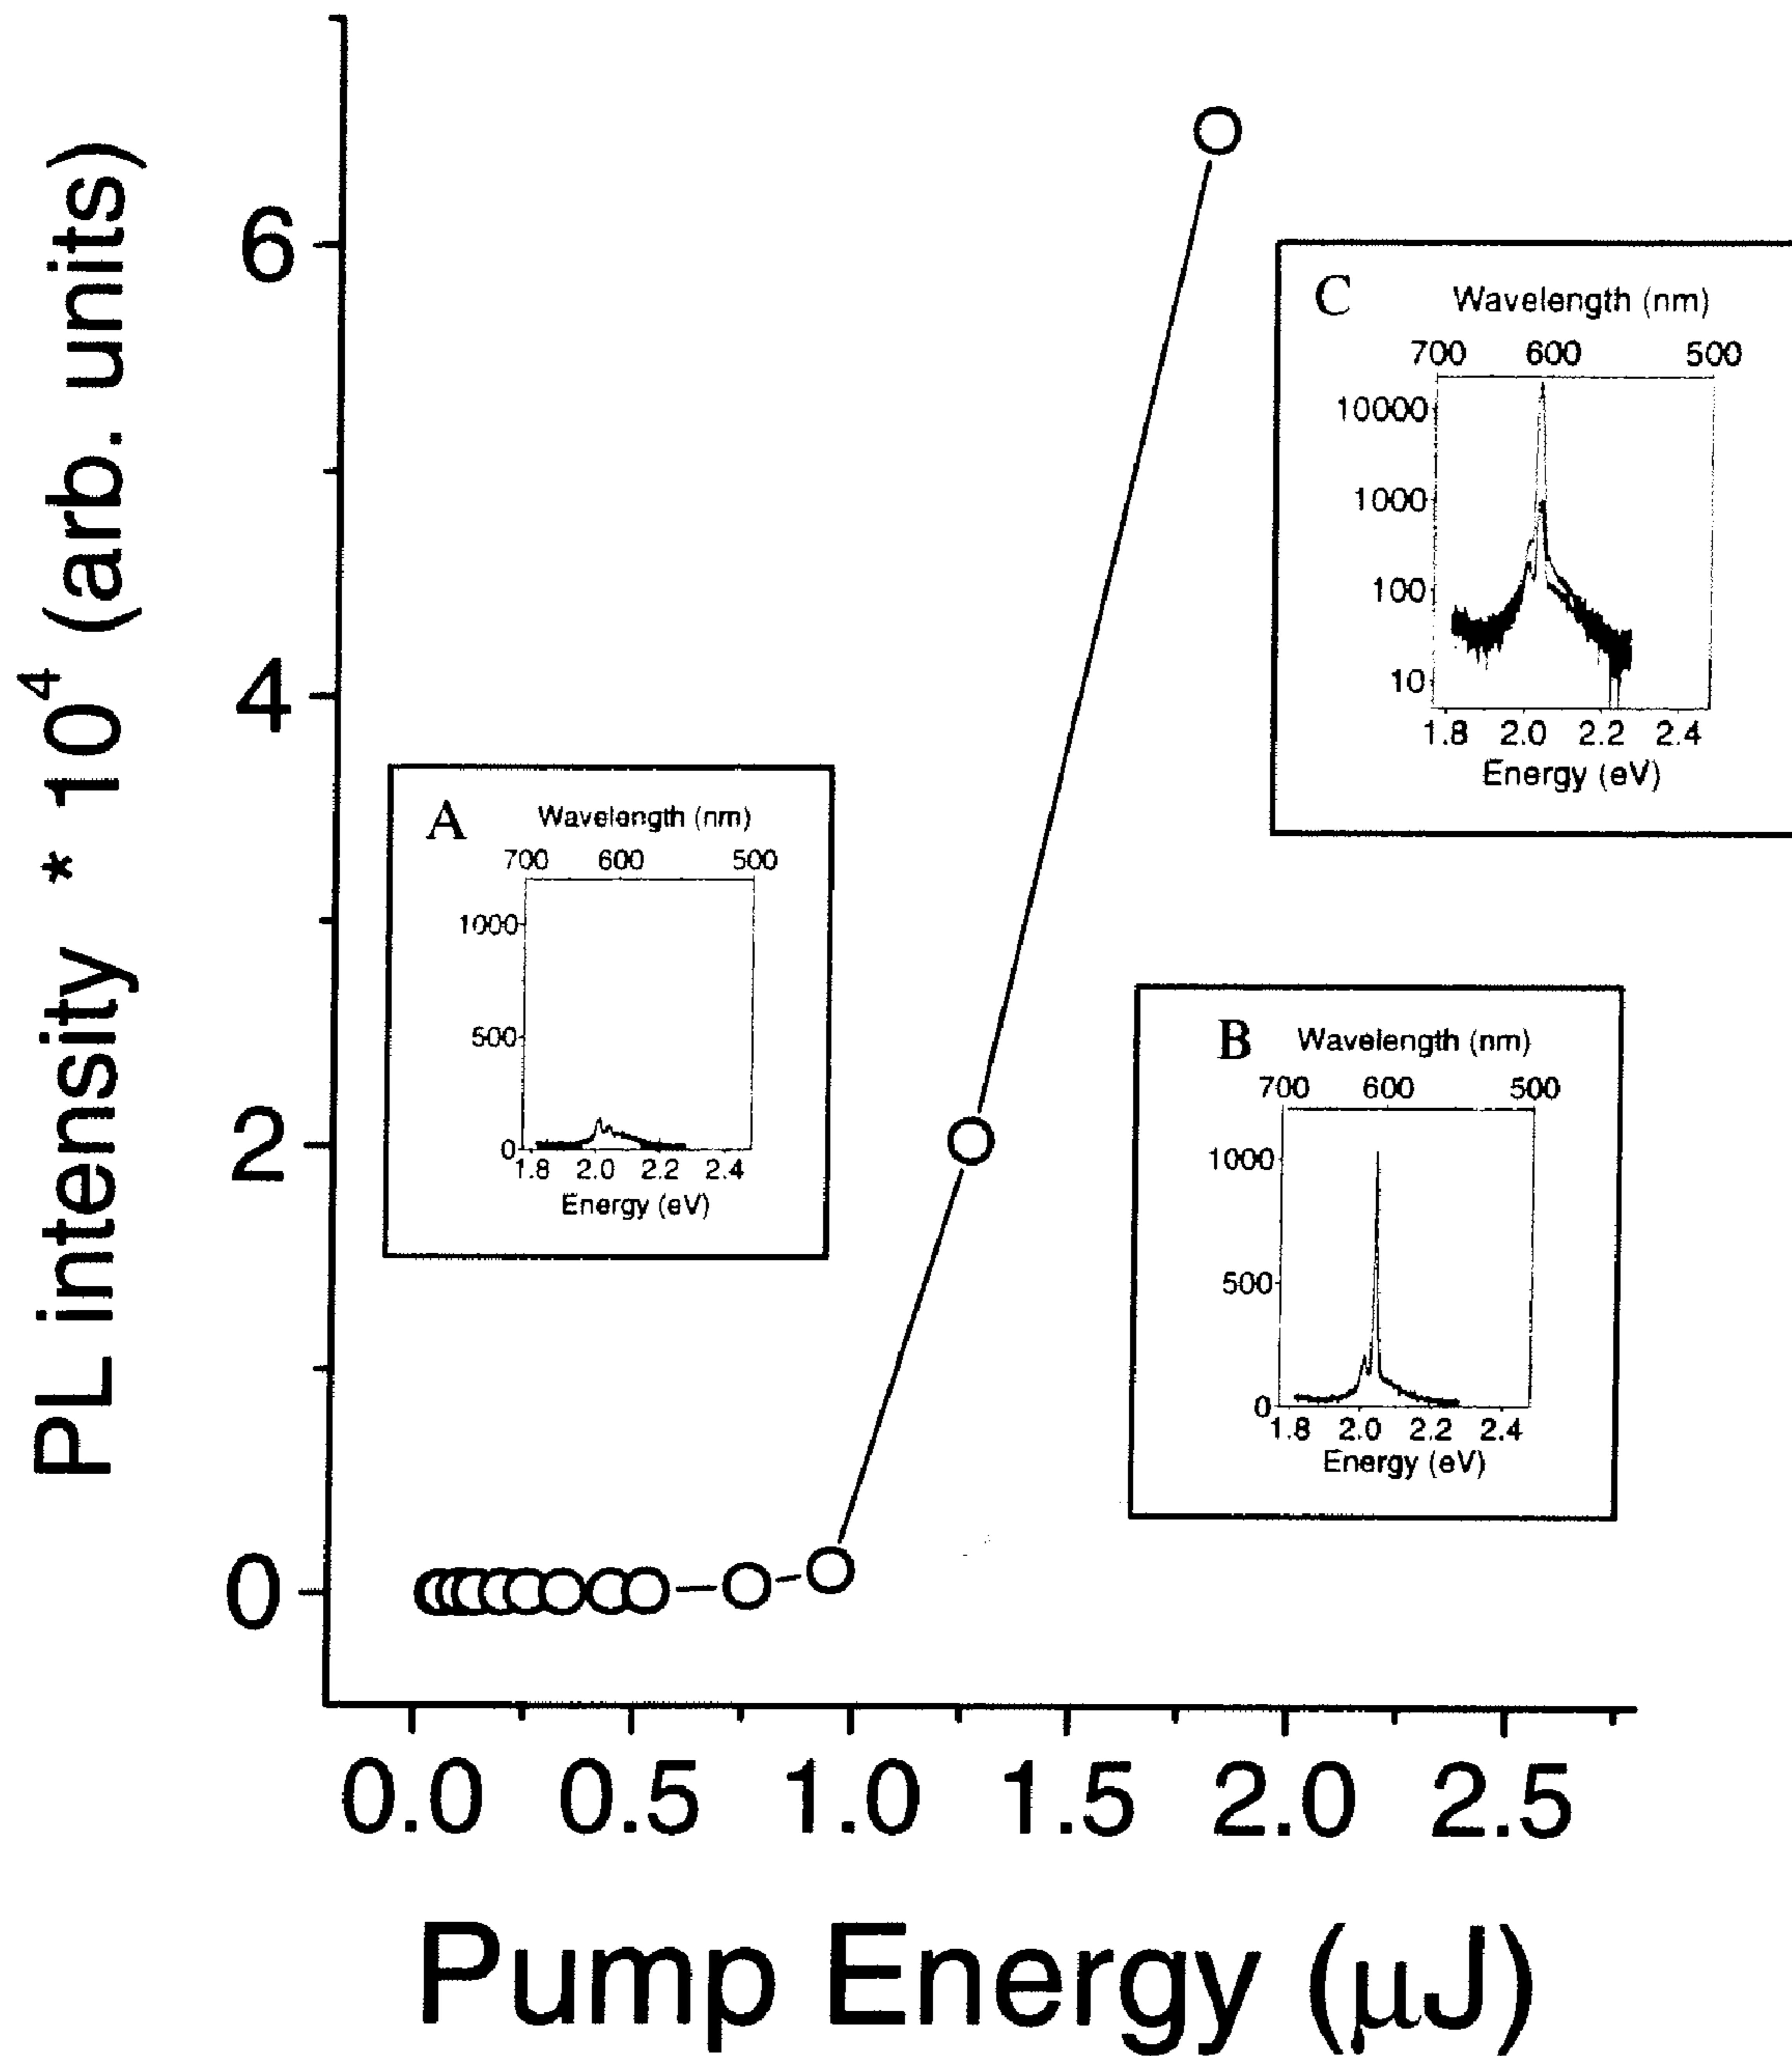 PL intensity * 10⁴ (arb. units)
6
4
2
0
C
Wavelength (nm)
700 600 500
10000
1000
100
10
1.8 2.0 2.2 2.4
Energy (eV)
A
Wavelength (nm)
700 600 500
1000
500
0
1.8 2.0 2.2 2.4
Energy (eV)
B
Wavelength (nm)
700 600 500
1000
500
0
1.8 2.0 2.2 2.4
Energy (eV)
0.0 0.5 1.0 1.5 2.0 2.5
Pump Energy (μJ)